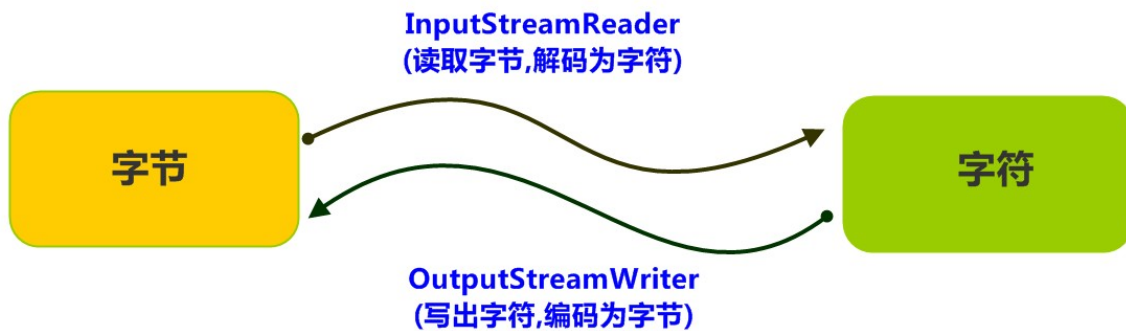 InputStreamReader
(读取字节,解码为字符)
字节
字符
OutputStreamWriter
(写出字符,编码为字节)